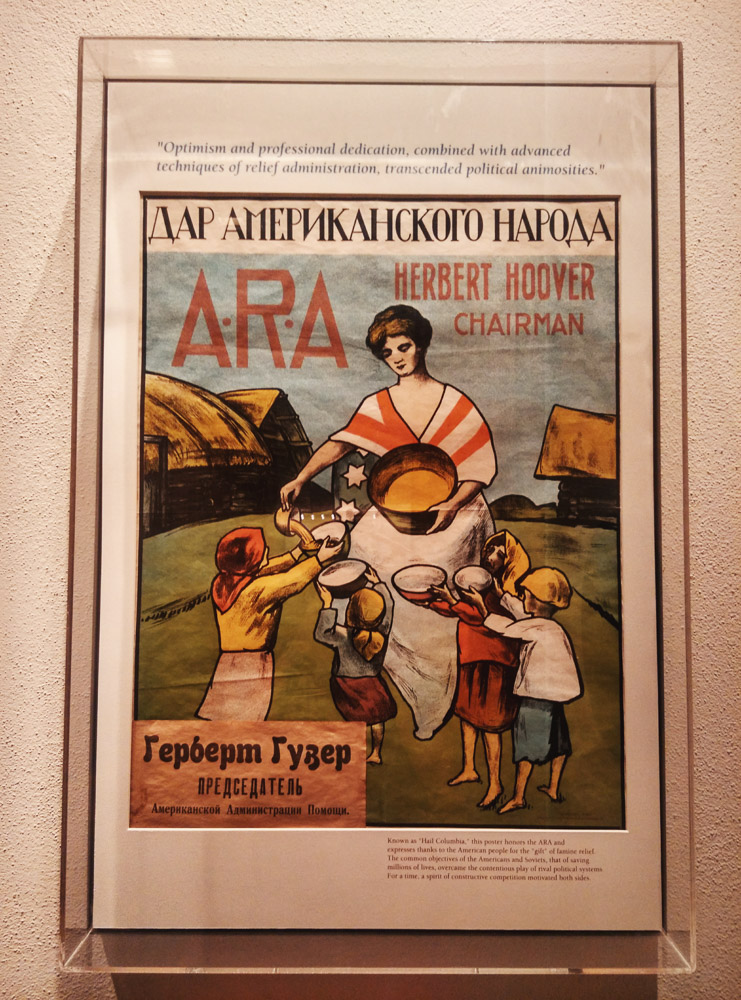 "Optimism and professional dedication, combined with advanced
techniques of relief administration, transcended political animosities."
ДАР АМЕРИКАНСКОГО НАРОДА
A·R·A
HERBERT HOOVER
CHAIRMAN
Герберт Гувер
ПРЕДСЕДАТЕЛЬ
Американской Администрации Помощи.
Known as "Hail Columbia," this poster honors the ARA and
expresses thanks to the American people for the "gift" of famine relief.
The common objectives of the Americans and Soviets, that of saving
millions of lives, overcame the contentious play of rival political systems
For a time, a spirit of constructive competition motivated both sides.